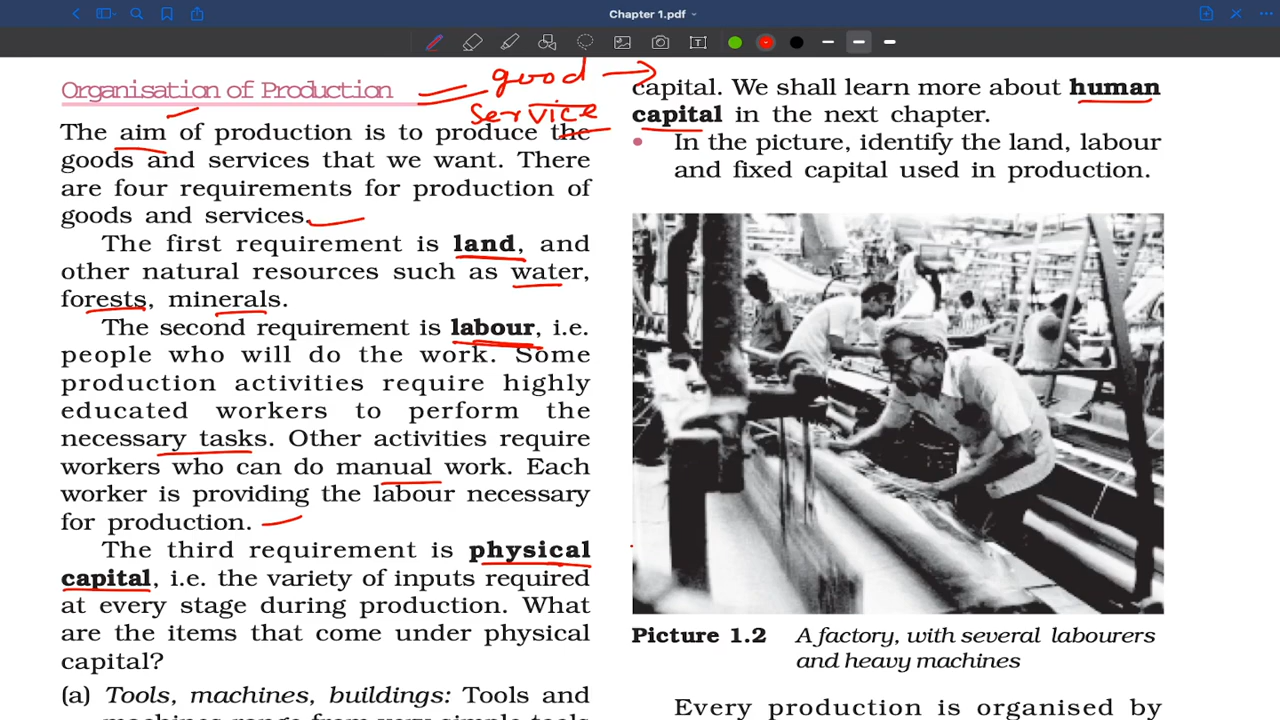 Chapter 1.pdf
Organisation of Production
good
service
The aim of production is to produce the
goods and services that we want. There
are four requirements for production of
goods and services.
The first requirement is land, and
other natural resources such as water,
forests, minerals.
The second requirement is labour, i.e.
people who will do the work. Some
production activities require highly
educated workers to perform the
necessary tasks. Other activities require
workers who can do manual work. Each
worker is providing the labour necessary
for production.
The third requirement is physical
capital, i.e. the variety of inputs required
at every stage during production. What
are the items that come under physical
capital?
(a) Tools, machines, buildings: Tools and
machines range from very simple tools
capital. We shall learn more about human
capital in the next chapter.
• In the picture, identify the land, labour
and fixed capital used in production.
Picture 1.2 A factory, with several labourers
and heavy machines
Every production is organised by